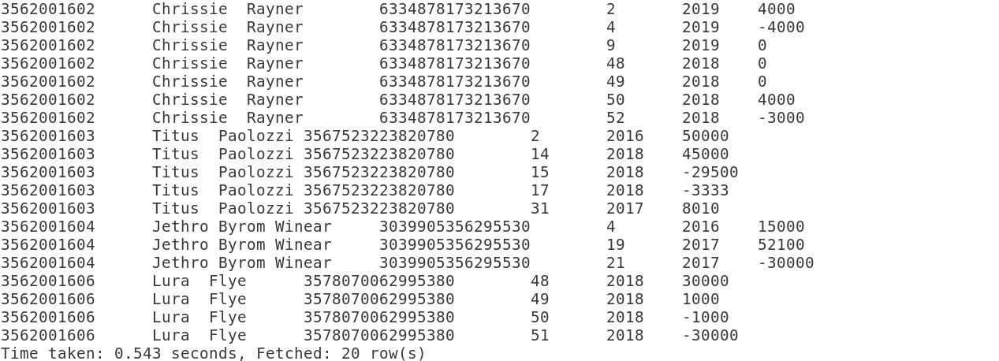 3562001602	Chrissie  Rayner	6334878173213670	2	2019	4000
3562001602	Chrissie  Rayner	6334878173213670	4	2019	-4000
3562001602	Chrissie  Rayner	6334878173213670	9	2019	0
3562001602	Chrissie  Rayner	6334878173213670	48	2018	0
3562001602	Chrissie  Rayner	6334878173213670	49	2018	0
3562001602	Chrissie  Rayner	6334878173213670	50	2018	4000
3562001602	Chrissie  Rayner	6334878173213670	52	2018	-3000
3562001603	Titus  Paolozzi	3567523223820780	2	2016	50000
3562001603	Titus  Paolozzi	3567523223820780	14	2018	45000
3562001603	Titus  Paolozzi	3567523223820780	15	2018	-29500
3562001603	Titus  Paolozzi	3567523223820780	17	2018	-3333
3562001603	Titus  Paolozzi	3567523223820780	31	2017	8010
3562001604	Jethro Byrom Winear	3039905356295530	4	2016	15000
3562001604	Jethro Byrom Winear	3039905356295530	19	2017	52100
3562001604	Jethro Byrom Winear	3039905356295530	21	2017	-30000
3562001606	Lura  Flye	3578070062995380	48	2018	30000
3562001606	Lura  Flye	3578070062995380	49	2018	1000
3562001606	Lura  Flye	3578070062995380	50	2018	-1000
3562001606	Lura  Flye	3578070062995380	51	2018	-30000
Time taken: 0.543 seconds, Fetched: 20 row(s)